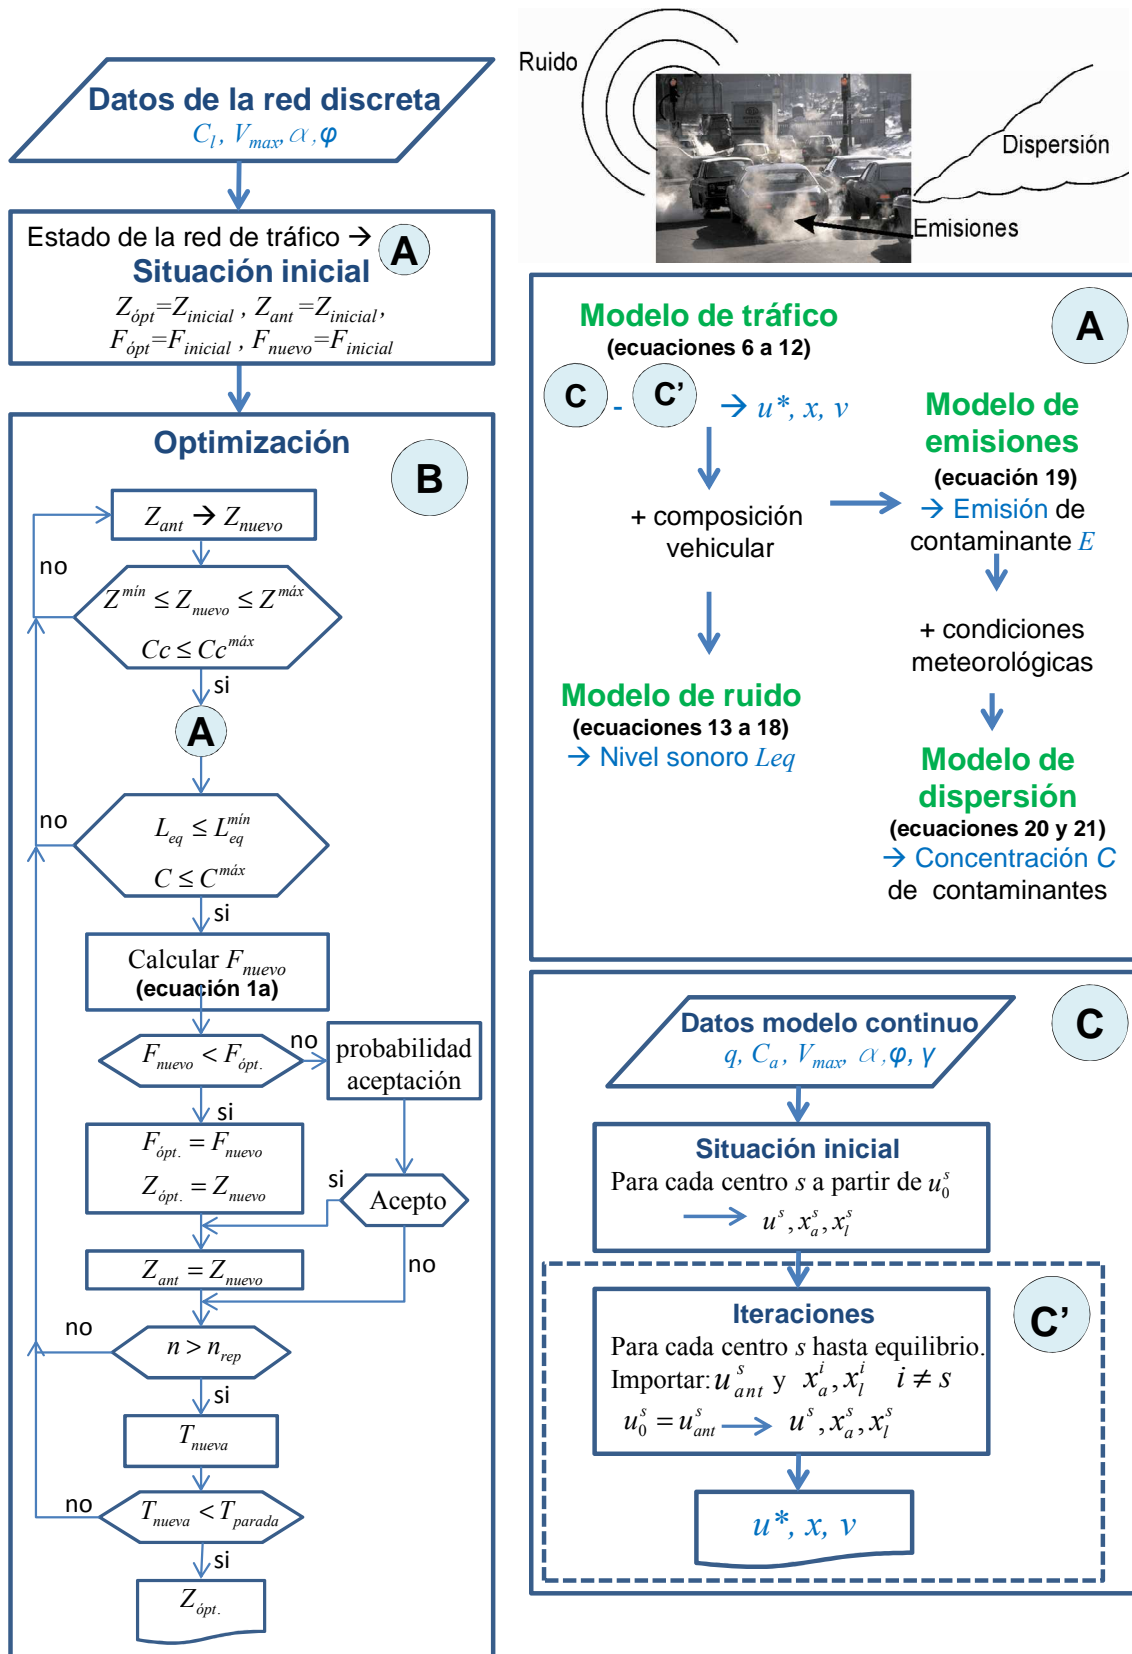 Datos de la red discreta
C_l, V_max, α, φ
Estado de la red de tráfico → A
Situación inicial
Z_ópt=Z_inicial , Z_ant=Z_inicial,
F_ópt=F_inicial , F_nuevo=F_inicial
Optimización
B
Z_ant → Z_nuevo
no
Z^mín ≤ Z_nuevo ≤ Z^máx
Cc ≤ Cc^máx
si
A
no
L_eq ≤ L_eq^mín
C ≤ C^máx
si
Calcular F_nuevo
(ecuación 1a)
F_nuevo < F_ópt.
no
probabilidad
aceptación
si
F_ópt. = F_nuevo
Z_ópt. = Z_nuevo
si
Acepto
no
Z_ant = Z_nuevo
no
n > n_rep
si
T_nueva
no
T_nueva < T_parada
si
Z_ópt.
Ruido
Dispersión
Emisiones
A
Modelo de tráfico
(ecuaciones 6 a 12)
C - C’ → u*, x, v
+ composición
vehicular
Modelo de ruido
(ecuaciones 13 a 18)
→ Nivel sonoro Leq
Modelo de
emisiones
(ecuación 19)
→ Emisión de
contaminante E
+ condiciones
meteorológicas
Modelo de
dispersión
(ecuaciones 20 y 21)
→ Concentración C
de contaminantes
C
Datos modelo continuo
q, C_a, V_max, α, φ, γ
Situación inicial
Para cada centro s a partir de u_0^s
u^s, x_a^s, x_l^s
C’
Iteraciones
Para cada centro s hasta equilibrio.
Importar: u_ant^s y x_a^i, x_l^i i ≠ s
u_0^s = u_ant^s → u^s, x_a^s, x_l^s
u*, x, v